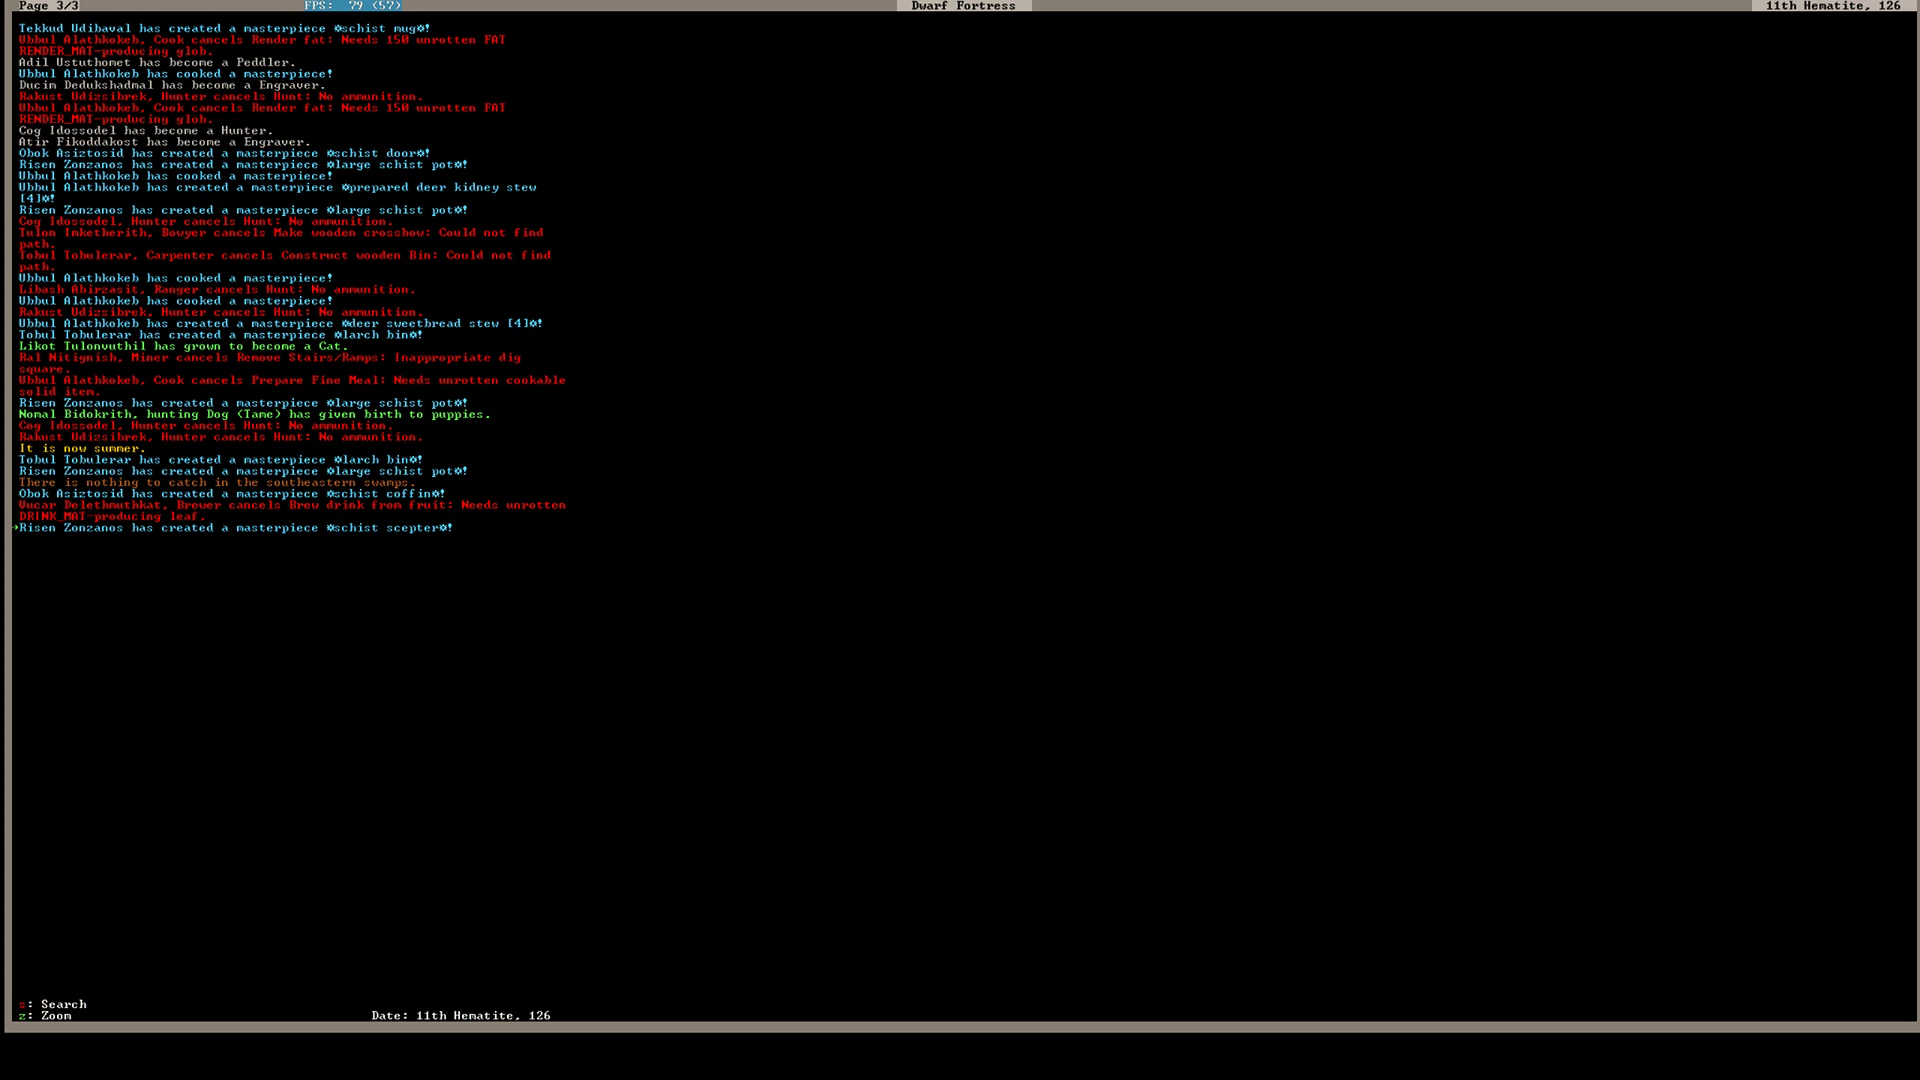 Page 3/3 FPS: 79 (57) Dwarf Fortress 11th Hematite, 126
Tekkud Udibaval has created a masterpiece ☼schist mug☼!
Ubbul Alathkokeb, Cook cancels Render fat: Needs 150 unrotten FAT
RENDER_MAT-producing glob.
Adil Ustuthomet has become a Peddler.
Ubbul Alathkokeb has cooked a masterpiece!
Ducim Dedukshadmal has become a Engraver.
Rakust Udizsibrek, Hunter cancels Hunt: No ammunition.
Ubbul Alathkokeb, Cook cancels Render fat: Needs 150 unrotten FAT
RENDER_MAT-producing glob.
Cog Idossodel has become a Hunter.
Atir Fikoddakost has become a Engraver.
Obok Asiztosid has created a masterpiece ☼schist door☼!
Risen Zonzanos has created a masterpiece ☼large schist pot☼!
Ubbul Alathkokeb has cooked a masterpiece!
Ubbul Alathkokeb has created a masterpiece ☼prepared deer kidney stew
[4]☼!
Risen Zonzanos has created a masterpiece ☼large schist pot☼!
Cog Idossodel, Hunter cancels Hunt: No ammunition.
Tulon Imketherith, Bowyer cancels Make wooden crossbow: Could not find
path.
Tobul Tobulerar, Carpenter cancels Construct wooden Bin: Could not find
path.
Ubbul Alathkokeb has cooked a masterpiece!
Libash Abirzasit, Ranger cancels Hunt: No ammunition.
Ubbul Alathkokeb has cooked a masterpiece!
Rakust Udizsibrek, Hunter cancels Hunt: No ammunition.
Ubbul Alathkokeb has created a masterpiece ☼deer sweetbread stew [4]☼!
Tobul Tobulerar has created a masterpiece ☼larch bin☼!
Likot Tulonvuthil has grown to become a Cat.
Ral Nitignish, Miner cancels Remove Stairs/Ramps: Inappropriate dig
square.
Ubbul Alathkokeb, Cook cancels Prepare Fine Meal: Needs unrotten cookable
solid item.
Risen Zonzanos has created a masterpiece ☼large schist pot☼!
Nomal Bidokrith, hunting Dog (Tame) has given birth to puppies.
Cog Idossodel, Hunter cancels Hunt: No ammunition.
Rakust Udizsibrek, Hunter cancels Hunt: No ammunition.
It is now summer.
Tobul Tobulerar has created a masterpiece ☼larch bin☼!
Risen Zonzanos has created a masterpiece ☼large schist pot☼!
There is nothing to catch in the southeastern swamps.
Obok Asiztosid has created a masterpiece ☼schist coffin☼!
Vucar Delethmuthkat, Brewer cancels Brew drink from fruit: Needs unrotten
DRINK_MAT-producing leaf.
→Risen Zonzanos has created a masterpiece ☼schist scepter☼!
s: Search
z: Zoom Date: 11th Hematite, 126